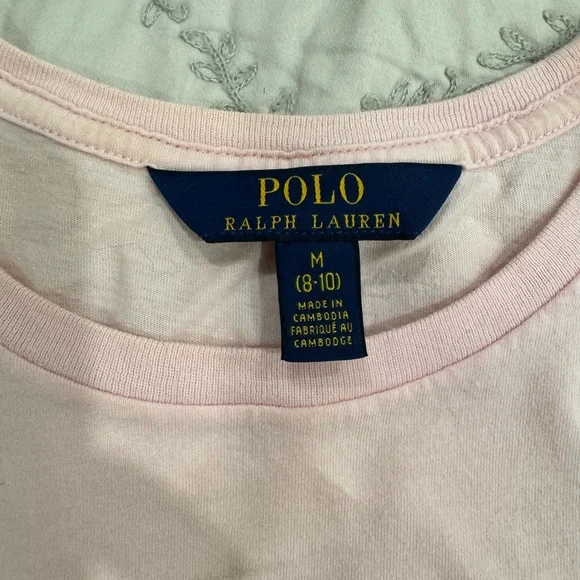 POLO
RALPH LAUREN
M
(8-10)
MADE IN
CAMBODIA
FABRIQUÉ AU
CAMBODGE